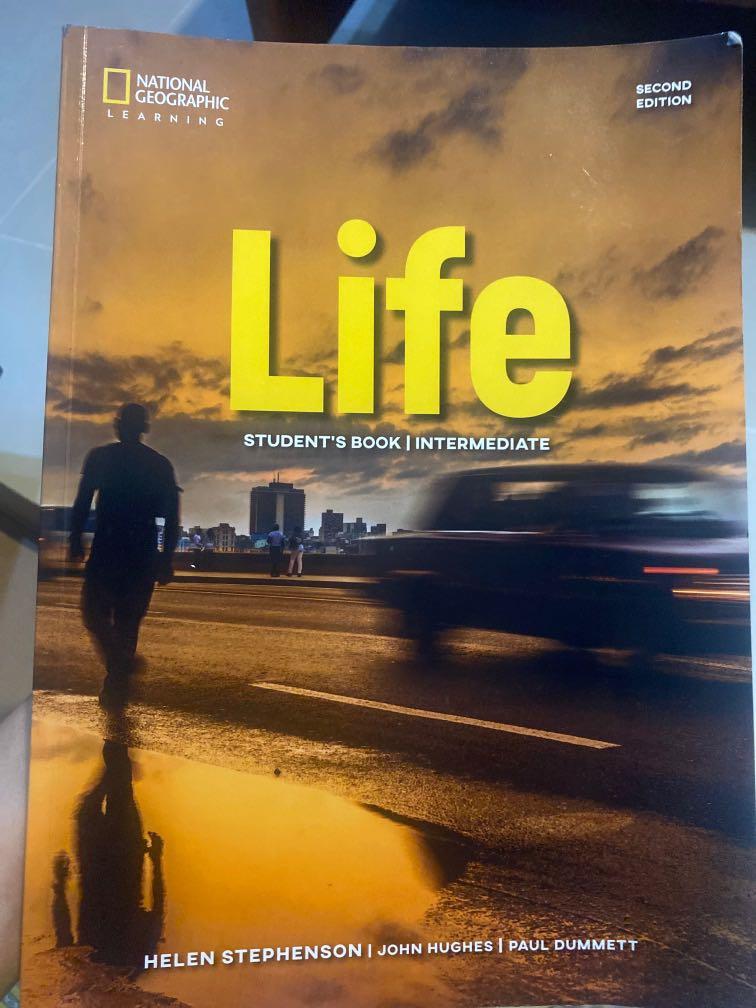 NATIONAL
GEOGRAPHIC
LEARNING
SECOND
EDITION
Life
STUDENT'S BOOK | INTERMEDIATE
HELEN STEPHENSON | JOHN HUGHES | PAUL DUMMETT